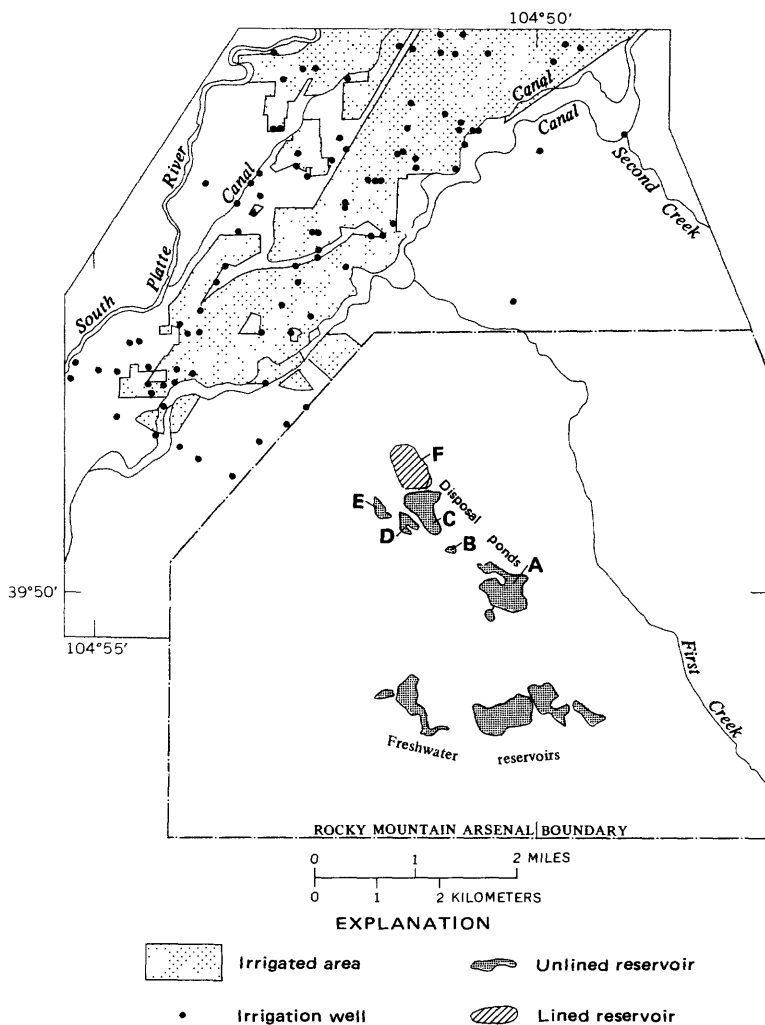 104°50'
Canal
Canal
River
Canal
Second
Creek
Platte
South
F
Disposal
ponds
E
C
D
B
A
39°50'
104°55'
First
Creek
Freshwater
reservoirs
ROCKY MOUNTAIN ARSENAL BOUNDARY
0 1 2 MILES
0 1 2 KILOMETERS
EXPLANATION
Irrigated area
Unlined reservoir
Irrigation well
Lined reservoir